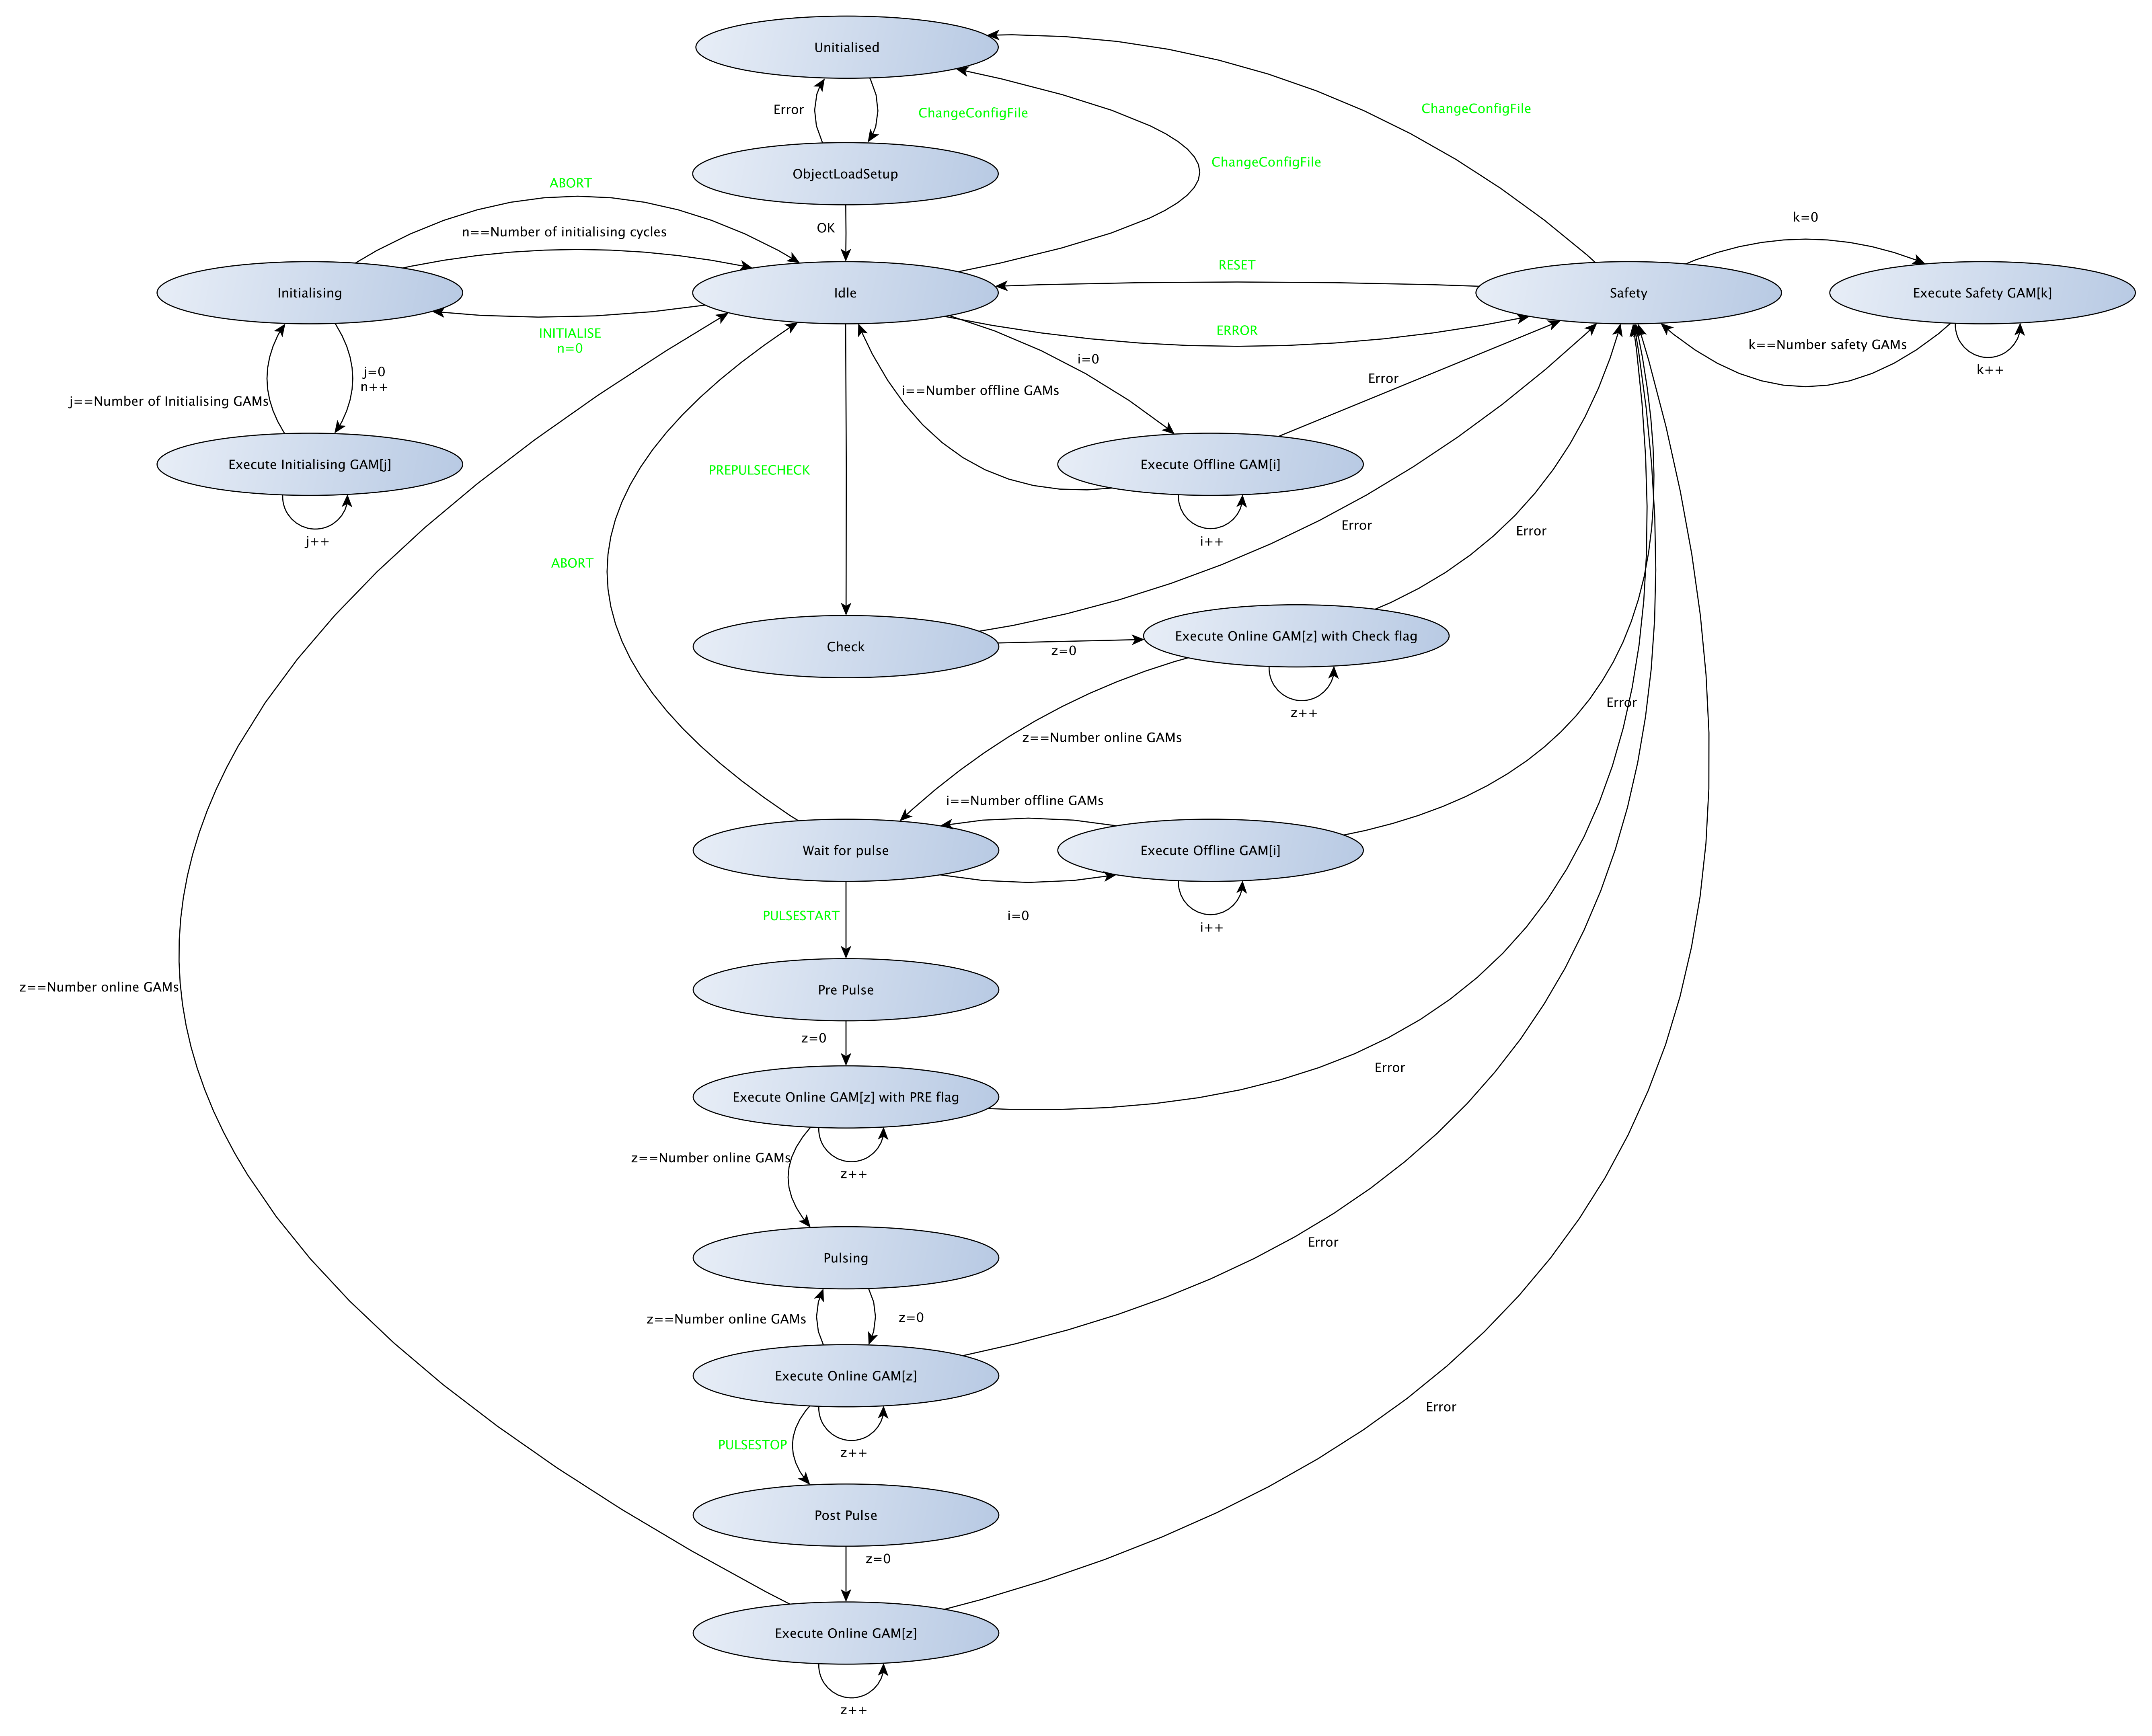 Unitialised
ChangeConfigFile
Error
ChangeConfigFile
ChangeConfigFile
ObjectLoadSetup
ABORT
k=0
OK
n==Number of initialising cycles
RESET
Initialising
Idle
Safety
Execute Safety GAM[k]
INITIALISE
n=0
ERROR
k==Number safety GAMs
i=0
j=0
n++
k++
Error
i==Number offline GAMs
j==Number of Initialising GAMs
Execute Initialising GAM[j]
Execute Offline GAM[i]
PREPULSECHECK
Error
Error
j++
i++
ABORT
Execute Online GAM[z] with Check flag
Check
z=0
Error
z++
z==Number online GAMs
i==Number offline GAMs
Wait for pulse
Execute Offline GAM[i]
PULSESTART
i=0
i++
z==Number online GAMs
Pre Pulse
z=0
Error
Execute Online GAM[z] with PRE flag
z==Number online GAMs
z++
Error
Pulsing
z==Number online GAMs
z=0
Execute Online GAM[z]
Error
PULSESTOP
z++
Post Pulse
z=0
Execute Online GAM[z]
z++